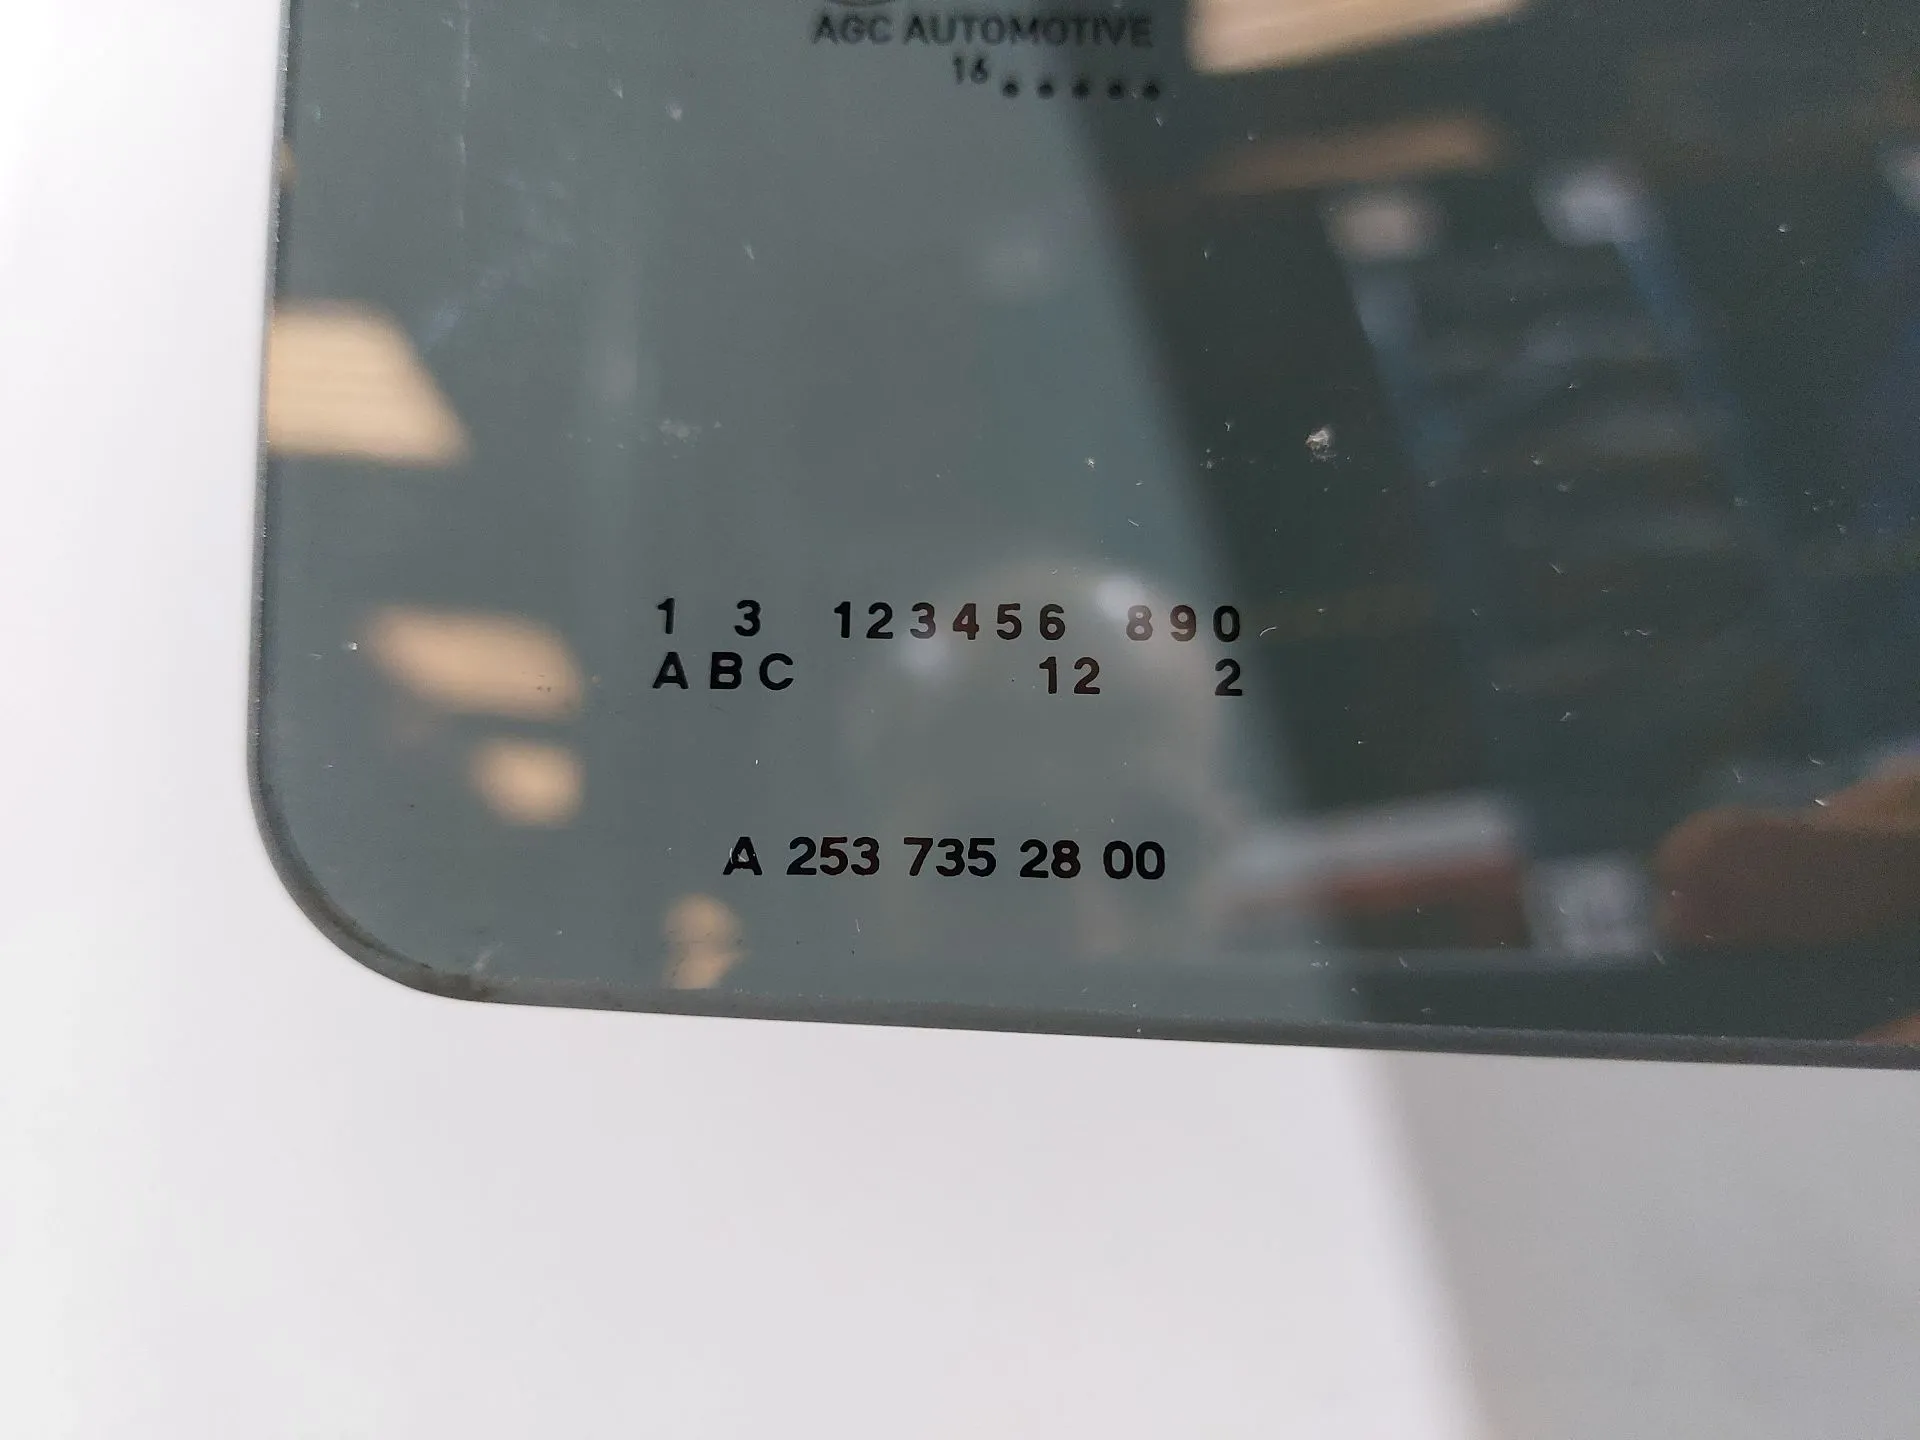 AGC AUTOMOTIVE
16 . . . . .
1 3 123456 890
ABC 12 2
A 253 735 28 00